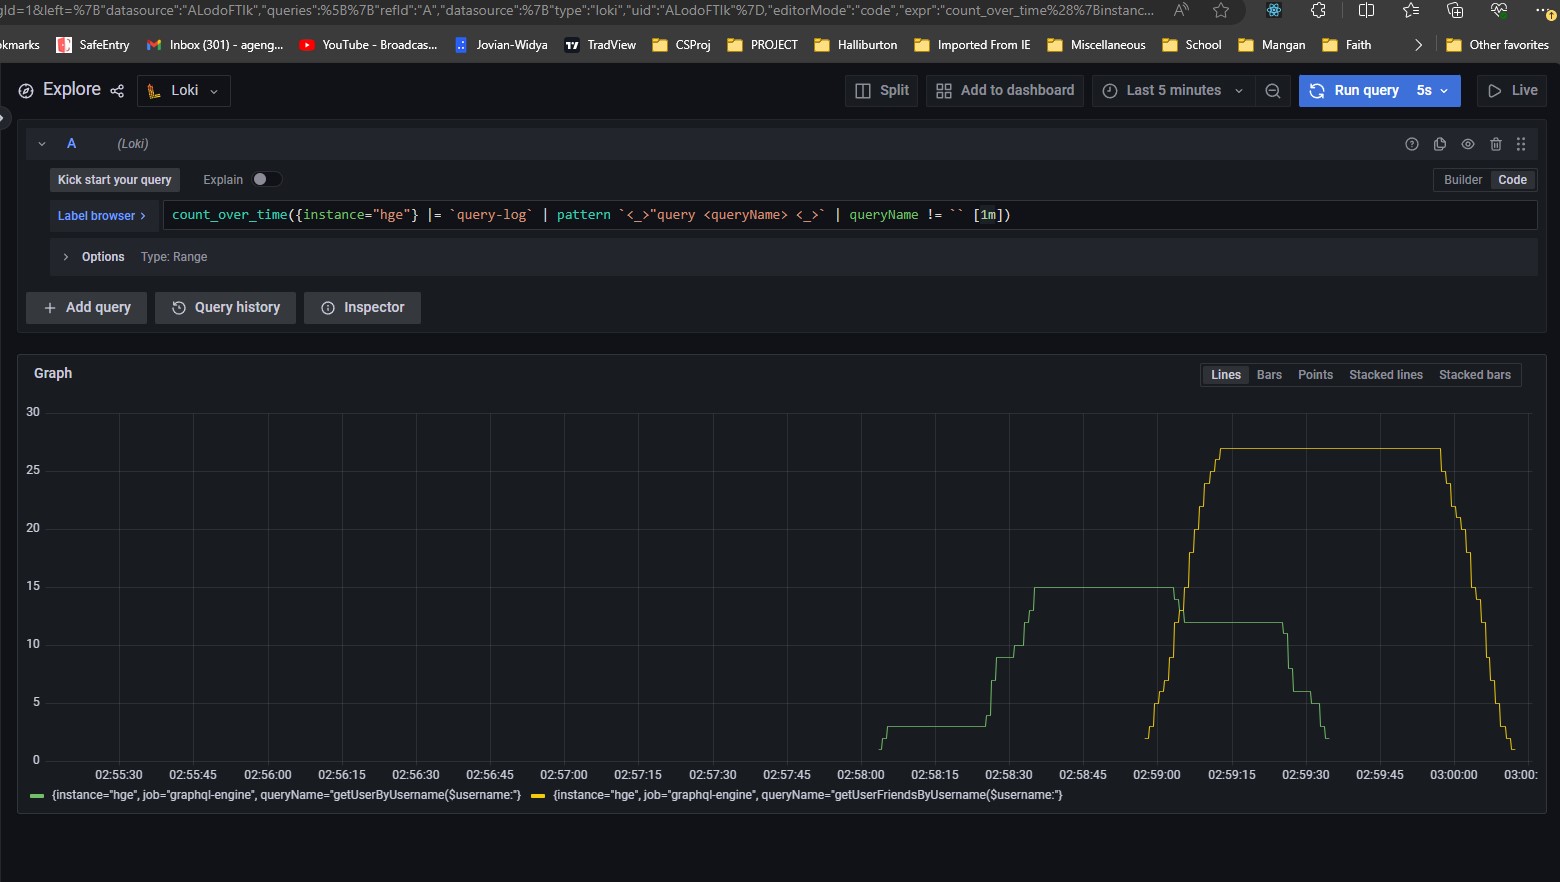 gId=1&left=%7B"datasource":"ALodoFTIk","queries":%5B%7B"refId":"A","datasource":%7B"type":"loki","uid":"ALodoFTIk"%7D,"editorMode":"code","expr":"count_over_time%28%7Binstanc...
okmarks SafeEntry Inbox (301) - ageng... YouTube - Broadcas... Jovian-Widya TradView CSProj PROJECT Halliburton Imported From IE Miscellaneous School Mangan Faith Other favorites
Explore Loki Split Add to dashboard Last 5 minutes Run query 5s Live
A (Loki)
Kick start your query Explain Builder Code
Label browser > count_over_time({instance="hge"} |= `query-log` | pattern `<_>"query <queryName> <_>` | queryName != `` [1m])
Options Type: Range
+ Add query Query history Inspector
Graph Lines Bars Points Stacked lines Stacked bars
30
25
20
15
10
5
0
02:55:30 02:55:45 02:56:00 02:56:15 02:56:30 02:56:45 02:57:00 02:57:15 02:57:30 02:57:45 02:58:00 02:58:15 02:58:30 02:58:45 02:59:00 02:59:15 02:59:30 02:59:45 03:00:00 03:00:
{instance="hge", job="graphql-engine", queryName="getUserByUsername($username:"} {instance="hge", job="graphql-engine", queryName="getUserFriendsByUsername($username:"}